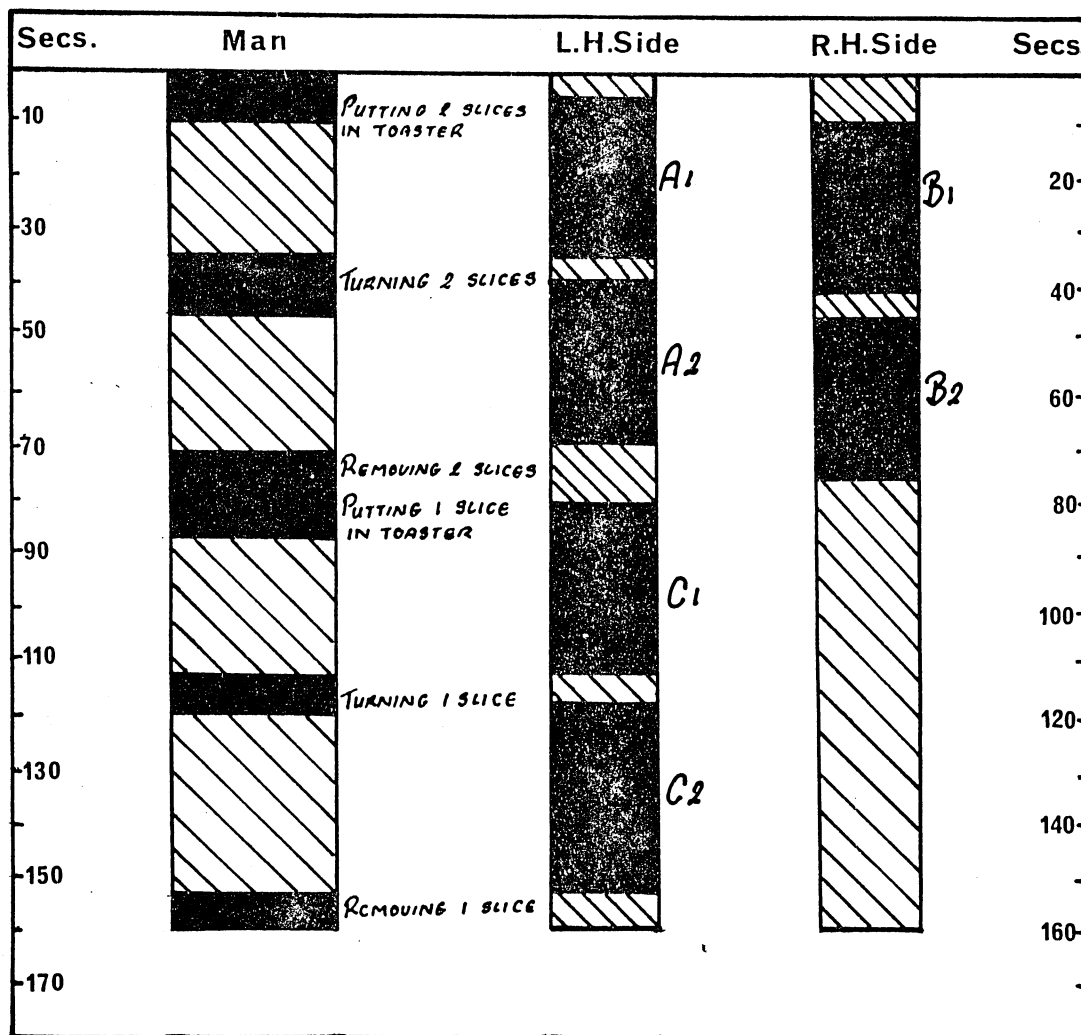 Secs. Man L.H.Side R.H.Side Secs.
10
PUTTING 2 SLICES
IN TOASTER
A1
20
B1
30
TURNING 2 SLICES
40
50
A2
B2
60
70
REMOVING 2 SLICES
PUTTING 1 SLICE
IN TOASTER
80
90
C1
100
110
TURNING 1 SLICE
120
130
C2
140
150
REMOVING 1 SLICE
160
170